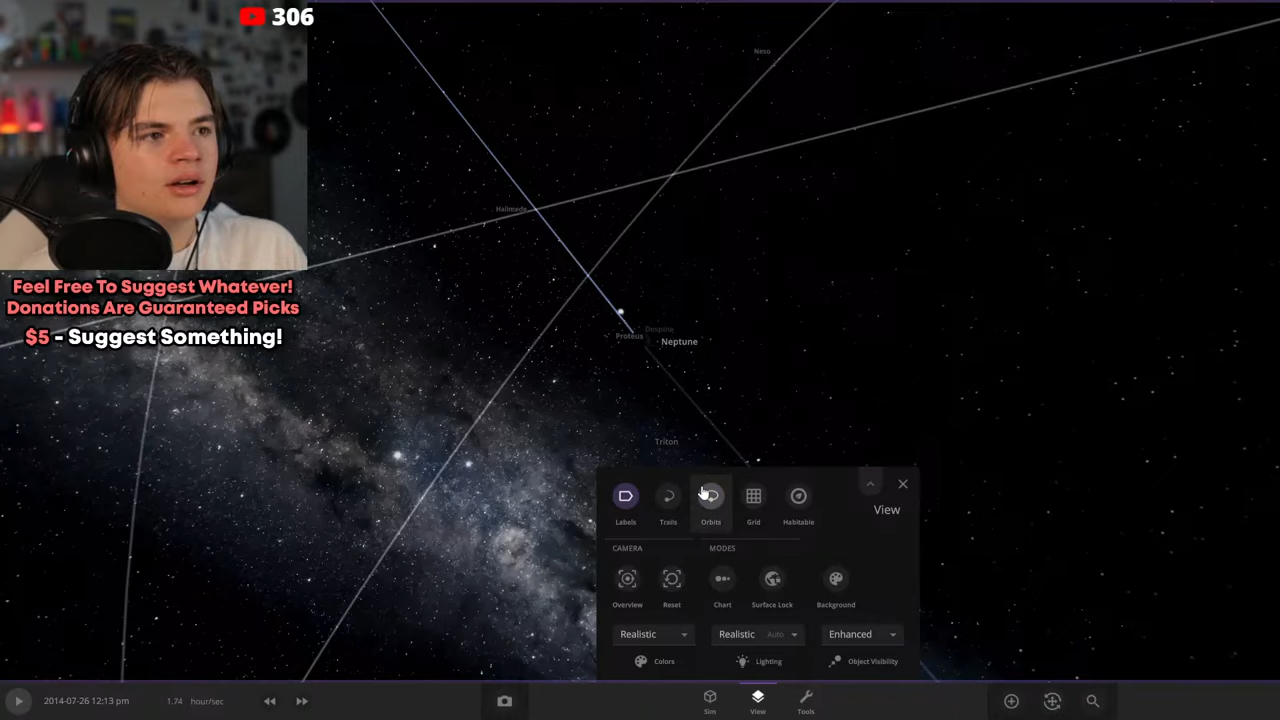 306
Neso
Halimede
Feel Free To Suggest Whatever!
Donations Are Guaranteed Picks
$5 - Suggest Something!
Despina
Proteus
Neptune
Triton
View
Labels
Trails
Orbits
Grid
Habitable
CAMERA
MODES
Overview
Reset
Chart
Surface Lock
Background
Realistic
Realistic Auto
Enhanced
Colors
Lighting
Object Visibility
2014-07-26 12:13 pm
1.74 hour/sec
Sim
View
Tools